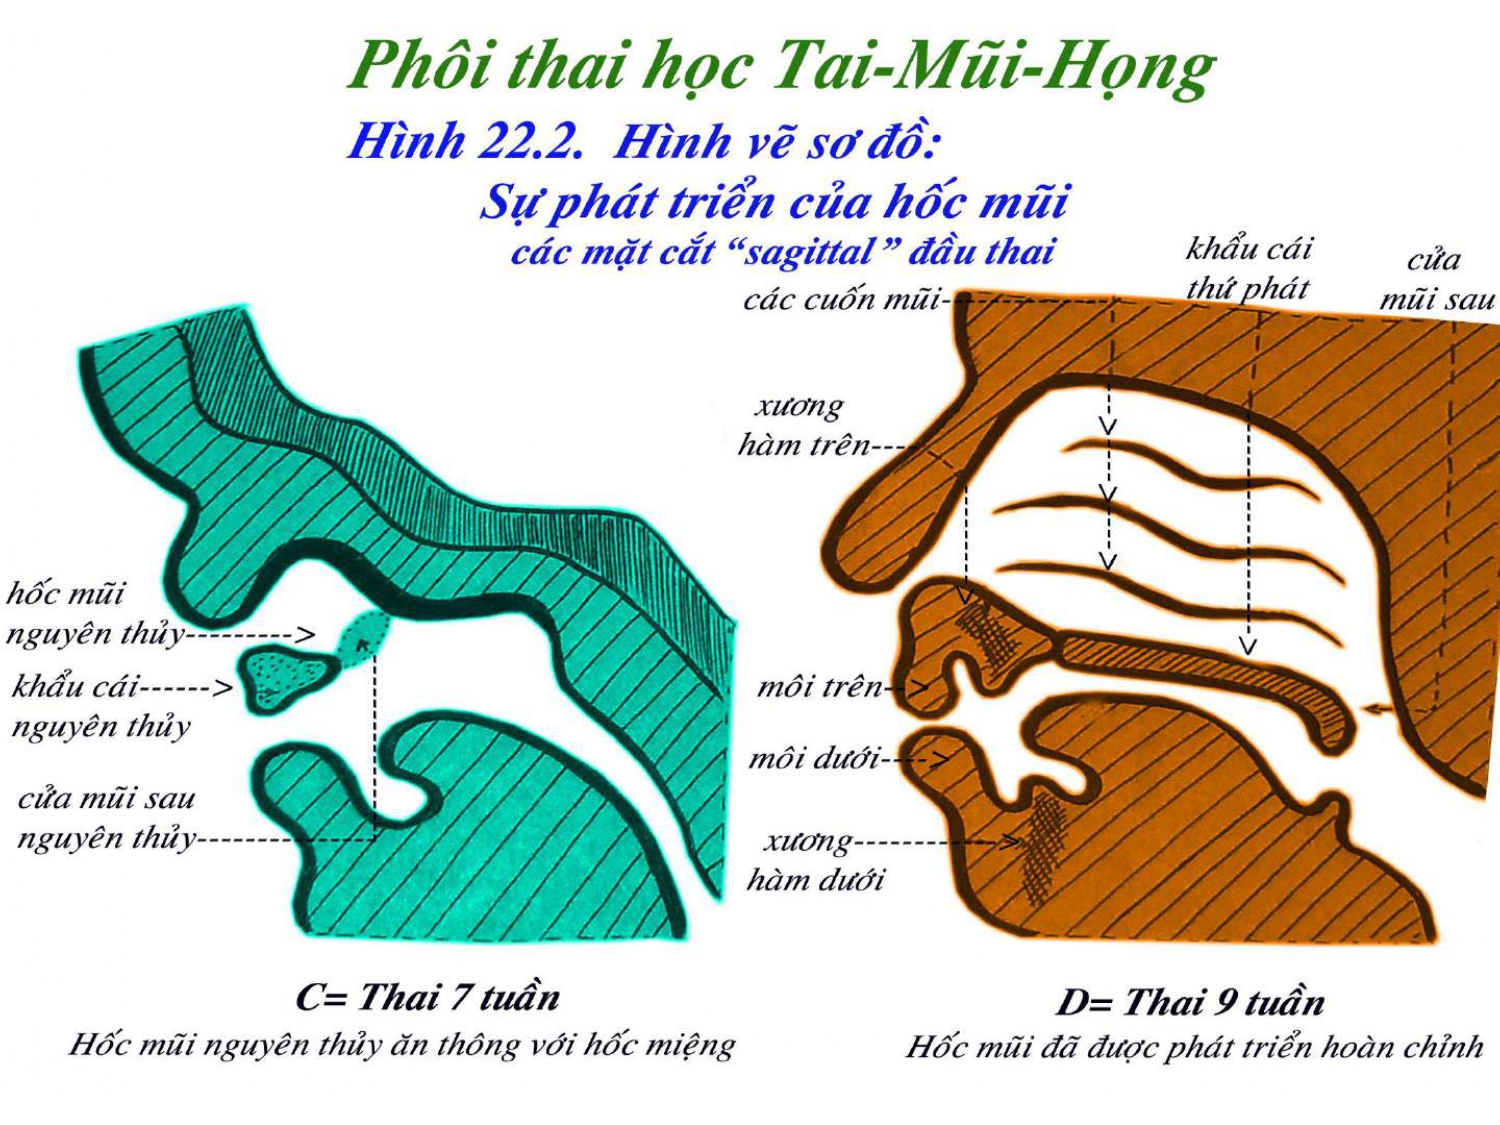 Phôi thai học Tai-Mũi-Họng
Hình 22.2. Hình vẽ sơ đồ:
Sự phát triển của hốc mũi
các mặt cắt “sagittal” đầu thai
khẩu cái
thứ phát
cửa
mũi sau
các cuốn mũi
xương
hàm trên
hốc mũi
nguyên thủy
khẩu cái
nguyên thủy
cửa mũi sau
nguyên thủy
môi trên
môi dưới
xương
hàm dưới
C= Thai 7 tuần
Hốc mũi nguyên thủy ăn thông với hốc miệng
D= Thai 9 tuần
Hốc mũi đã được phát triển hoàn chỉnh